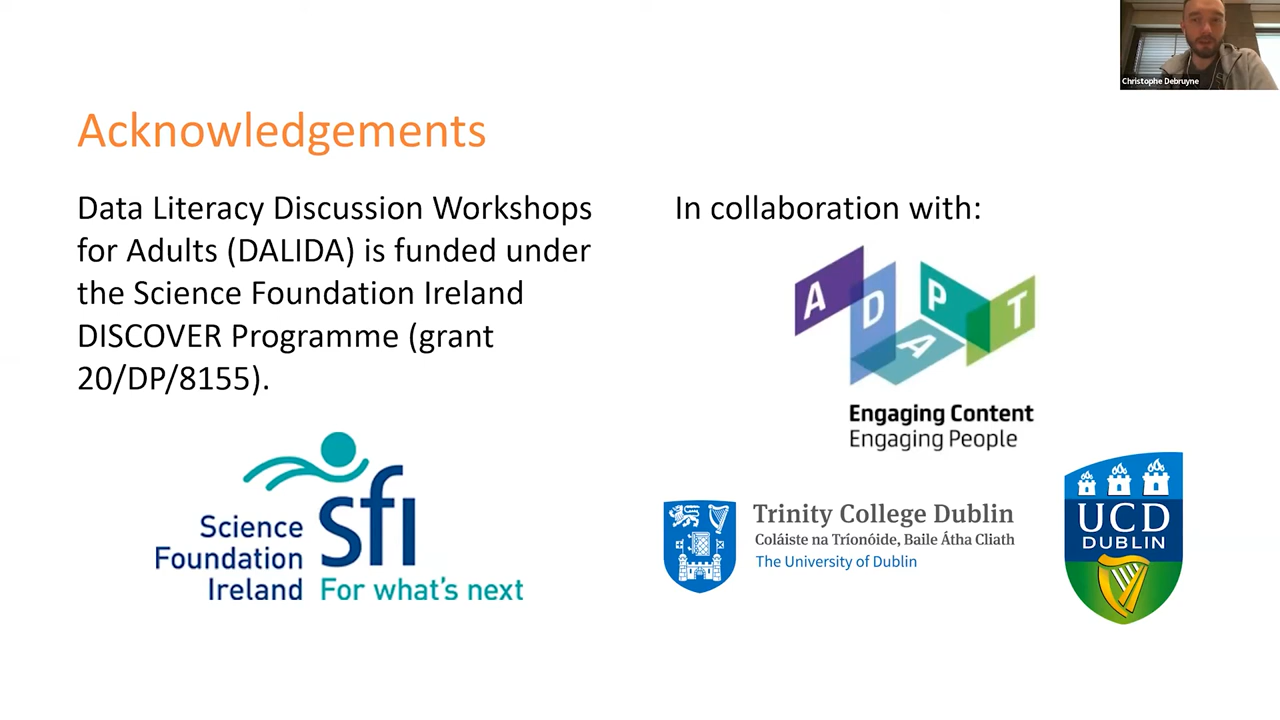 Christophe Debruyne
Acknowledgements
Data Literacy Discussion Workshops
for Adults (DALIDA) is funded under
the Science Foundation Ireland
DISCOVER Programme (grant
20/DP/8155).
Science
Foundation
Ireland
sfi
For what's next
In collaboration with:
ADAPT
Engaging Content
Engaging People
Trinity College Dublin
Coláiste na Tríonóide, Baile Átha Cliath
The University of Dublin
UCD
DUBLIN